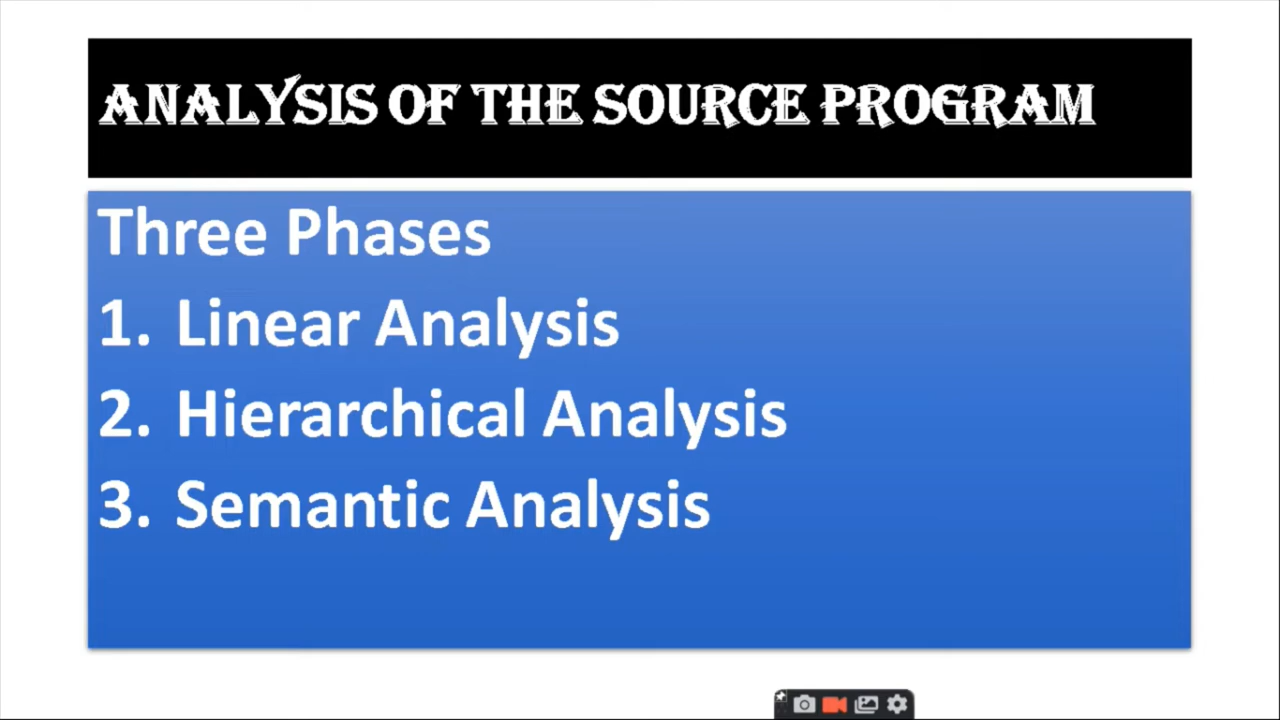 ANALYSIS OF THE SOURCE PROGRAM
Three Phases
1. Linear Analysis
2. Hierarchical Analysis
3. Semantic Analysis